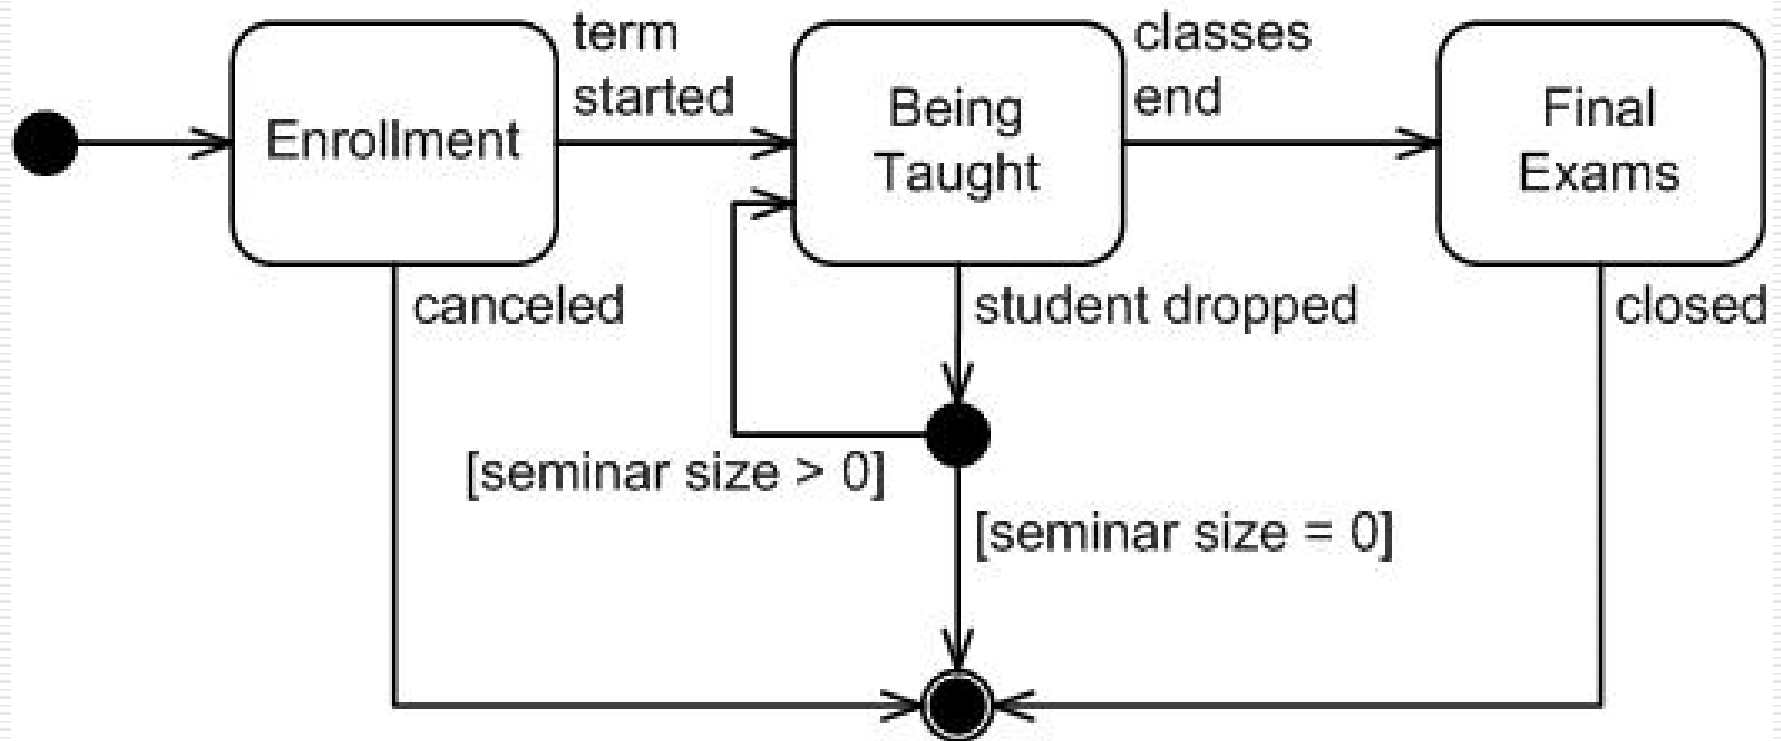 term
started
classes
end
Enrollment
Being
Taught
Final
Exams
canceled
student dropped
closed
[seminar size > 0]
[seminar size = 0]